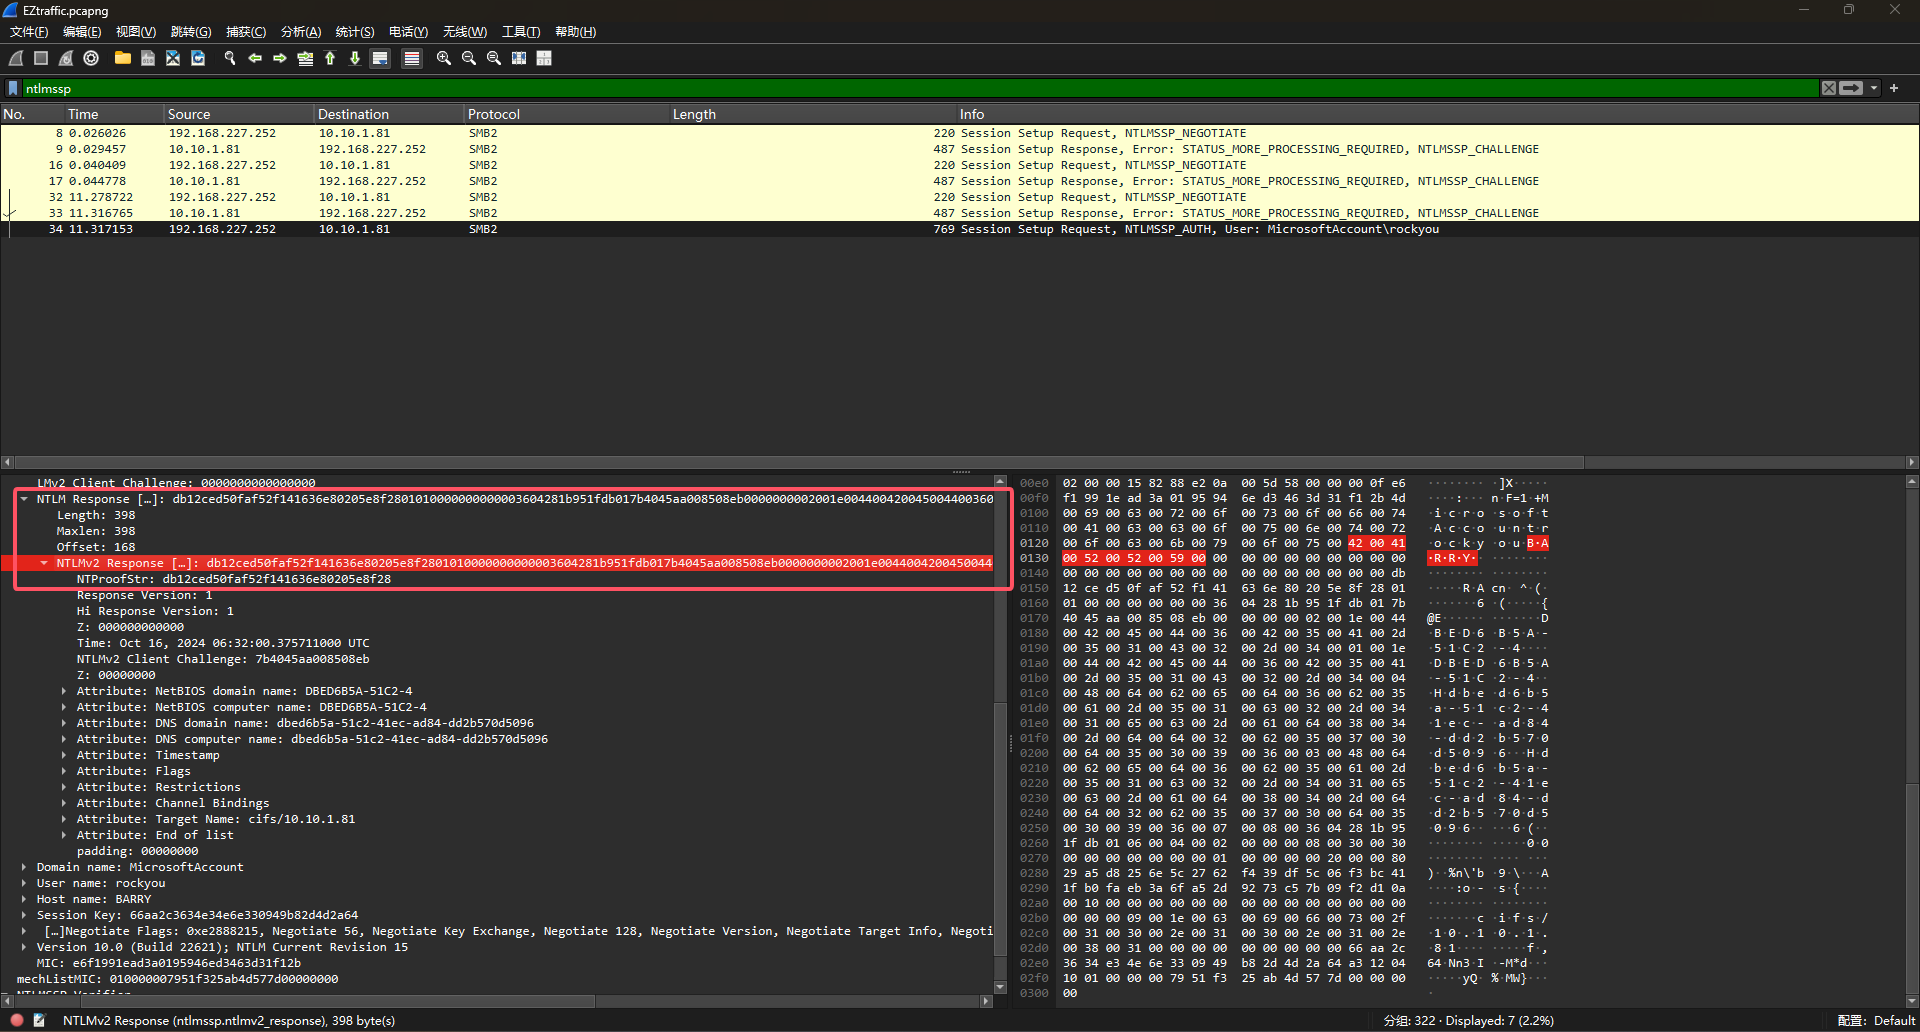 EZtraffic.pcapng
文件(F) 编辑(E) 视图(V) 跳转(G) 捕获(C) 分析(A) 统计(S) 电话(Y) 无线(W) 工具(T) 帮助(H)
ntlmssp
No. Time Source Destination Protocol Length Info
8 0.026026 192.168.227.252 10.10.1.81 SMB2 220 Session Setup Request, NTLMSSP_NEGOTIATE
9 0.029457 10.10.1.81 192.168.227.252 SMB2 487 Session Setup Response, Error: STATUS_MORE_PROCESSING_REQUIRED, NTLMSSP_CHALLENGE
16 0.040409 192.168.227.252 10.10.1.81 SMB2 220 Session Setup Request, NTLMSSP_NEGOTIATE
17 0.044778 10.10.1.81 192.168.227.252 SMB2 487 Session Setup Response, Error: STATUS_MORE_PROCESSING_REQUIRED, NTLMSSP_CHALLENGE
32 11.278722 192.168.227.252 10.10.1.81 SMB2 220 Session Setup Request, NTLMSSP_NEGOTIATE
33 11.316765 10.10.1.81 192.168.227.252 SMB2 487 Session Setup Response, Error: STATUS_MORE_PROCESSING_REQUIRED, NTLMSSP_CHALLENGE
34 11.317153 192.168.227.252 10.10.1.81 SMB2 769 Session Setup Request, NTLMSSP_AUTH, User: MicrosoftAccount\rockyou
LMv2 Client Challenge: 0000000000000000
NTLM Response […]: db12ced50faf52f141636e80205e8f2801010000000000003604281b951fdb017b4045aa008508eb0000000002001e004400420045004400360
Length: 398
Maxlen: 398
Offset: 168
NTLMv2 Response […]: db12ced50faf52f141636e80205e8f2801010000000000003604281b951fdb017b4045aa008508eb0000000002001e0044004200450044
NTProofStr: db12ced50faf52f141636e80205e8f28
Response Version: 1
Hi Response Version: 1
Z: 000000000000
Time: Oct 16, 2024 06:32:00.375711000 UTC
NTLMv2 Client Challenge: 7b4045aa008508eb
Z: 00000000
Attribute: NetBIOS domain name: DBED6B5A-51C2-4
Attribute: NetBIOS computer name: DBED6B5A-51C2-4
Attribute: DNS domain name: dbed6b5a-51c2-41ec-ad84-dd2b570d5096
Attribute: DNS computer name: dbed6b5a-51c2-41ec-ad84-dd2b570d5096
Attribute: Timestamp
Attribute: Flags
Attribute: Restrictions
Attribute: Channel Bindings
Attribute: Target Name: cifs/10.10.1.81
Attribute: End of list
padding: 00000000
Domain name: MicrosoftAccount
User name: rockyou
Host name: BARRY
Session Key: 66aa2c3634e34e6e330949b82d4d2a64
[…]Negotiate Flags: 0xe2888215, Negotiate 56, Negotiate Key Exchange, Negotiate 128, Negotiate Version, Negotiate Target Info, Negoti
Version 10.0 (Build 22621); NTLM Current Revision 15
MIC: e6f1991ead3a0195946ed3463d31f12b
mechListMIC: 010000007951f325ab4d577d00000000
00e0 02 00 00 15 82 88 e2 0a 00 5d 58 00 00 00 0f e6 ········ ·]X·····
00f0 f1 99 1e ad 3a 01 95 94 6e d3 46 3d 31 f1 2b 4d ····:··· n·F=1·+M
0100 00 69 00 63 00 72 00 6f 00 73 00 6f 00 66 00 74 ·i·c·r·o ·s·o·f·t
0110 00 41 00 63 00 63 00 6f 00 75 00 6e 00 74 00 72 ·A·c·c·o ·u·n·t·r
0120 00 6f 00 63 00 6b 00 79 00 6f 00 75 00 42 00 41 ·o·c·k·y ·o·u·B·A
0130 00 52 00 52 00 59 00 00 00 00 00 00 00 00 00 00 ·R·R·Y·· ········
0140 00 00 00 00 00 00 00 00 00 00 00 00 00 00 00 db ········ ········
0150 12 ce d5 0f af 52 f1 41 63 6e 80 20 5e 8f 28 01 ·····R·A cn· ^·(·
0160 01 00 00 00 00 00 00 36 04 28 1b 95 1f db 01 7b ·······6 ·(·····{
0170 40 45 aa 00 85 08 eb 00 00 00 00 02 00 1e 00 44 @E······ ·······D
0180 00 42 00 45 00 44 00 36 00 42 00 35 00 41 00 2d ·B·E·D·6 ·B·5·A·-
0190 00 35 00 31 00 43 00 32 00 2d 00 34 00 01 00 1e ·5·1·C·2 ·-·4····
01a0 00 44 00 42 00 45 00 44 00 36 00 42 00 35 00 41 ·D·B·E·D ·6·B·5·A
01b0 00 2d 00 35 00 31 00 43 00 32 00 2d 00 34 00 04 ·-·5·1·C ·2·-·4··
01c0 00 48 00 64 00 62 00 65 00 64 00 36 00 62 00 35 ·H·d·b·e ·d·6·b·5
01d0 00 61 00 2d 00 35 00 31 00 63 00 32 00 2d 00 34 ·a·-·5·1 ·c·2·-·4
01e0 00 31 00 65 00 63 00 2d 00 61 00 64 00 38 00 34 ·1·e·c·- ·a·d·8·4
01f0 00 2d 00 64 00 64 00 32 00 62 00 35 00 37 00 30 ·-·d·d·2 ·b·5·7·0
0200 00 64 00 35 00 30 00 39 00 36 00 03 00 48 00 64 ·d·5·0·9 ·6···H·d
0210 00 62 00 65 00 64 00 36 00 62 00 35 00 61 00 2d ·b·e·d·6 ·b·5·a·-
0220 00 35 00 31 00 63 00 32 00 2d 00 34 00 31 00 65 ·5·1·c·2 ·-·4·1·e
0230 00 63 00 2d 00 61 00 64 00 38 00 34 00 2d 00 64 ·c·-·a·d ·8·4·-·d
0240 00 64 00 32 00 62 00 35 00 37 00 30 00 64 00 35 ·d·2·b·5 ·7·0·d·5
0250 00 30 00 39 00 36 00 07 00 08 00 36 04 28 1b 95 ·0·9·6·· ···6·(··
0260 1f db 01 06 00 04 00 02 00 00 00 08 00 30 00 30 ········ ·····0·0
0270 00 00 00 00 00 00 00 01 00 00 00 00 20 00 00 80 ········ ···· ···
0280 29 a5 d8 25 6e 5c 27 62 f4 39 df 5c 06 f3 bc 41 )··%n\'b ·9·\···A
0290 1f b0 fa eb 3a 6f a5 2d 92 73 c5 7b 09 f2 d1 0a ····:o·- ·s·{····
02a0 00 10 00 00 00 00 00 00 00 00 00 00 00 00 00 00 ········ ········
02b0 00 00 00 00 09 00 1e 00 63 00 69 00 66 00 73 00 2f ········ c·i·f·s·/
02c0 00 31 00 30 00 2e 00 31 00 30 00 2e 00 31 00 2e ·1·0·.·1 ·0·.·1·.
02d0 00 38 00 31 00 00 00 00 00 00 00 00 00 66 aa 2c ·8·1···· ·····f·,
02e0 36 34 e3 4e 6e 33 09 49 b8 2d 4d 2a 64 a3 12 04 64·Nn3·I ·-M*d···
02f0 10 01 00 00 00 79 51 f3 25 ab 4d 57 7d 00 00 00 ·····yQ· %·MW}···
0300 00 ·
NTLMv2 Response (ntlmssp.ntlmv2_response), 398 byte(s) 分组: 322 · Displayed: 7 (2.2%) 配置: Default